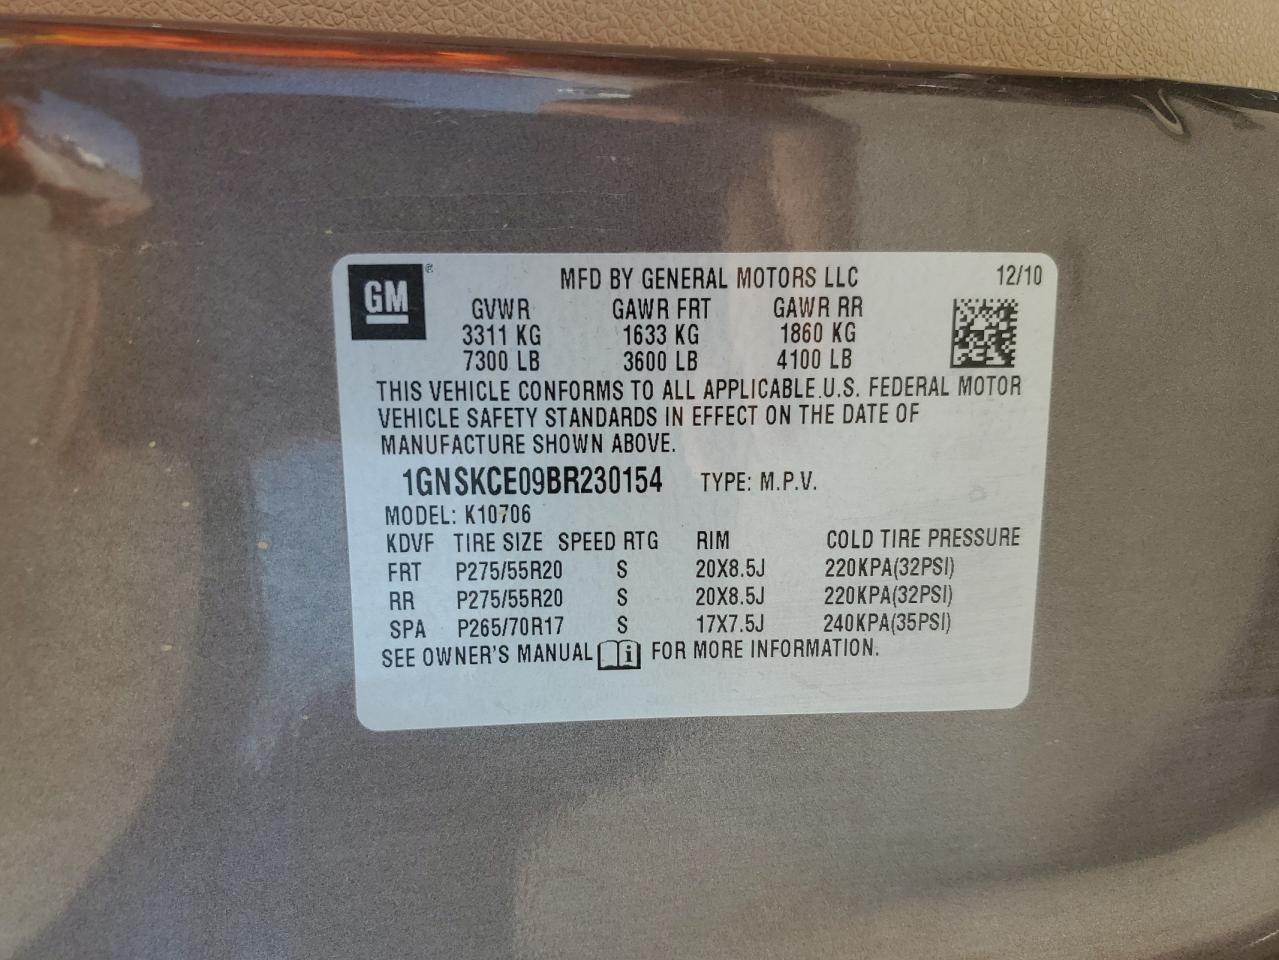 GM ® MFD BY GENERAL MOTORS LLC 12/10
GVWR GAWR FRT GAWR RR
3311 KG 1633 KG 1860 KG
7300 LB 3600 LB 4100 LB
THIS VEHICLE CONFORMS TO ALL APPLICABLE U.S. FEDERAL MOTOR
VEHICLE SAFETY STANDARDS IN EFFECT ON THE DATE OF
MANUFACTURE SHOWN ABOVE.
1GNSKCE09BR230154 TYPE: M.P.V.
MODEL: K10706
KDVF TIRE SIZE SPEED RTG RIM COLD TIRE PRESSURE
FRT P275/55R20 S 20X8.5J 220KPA(32PSI)
RR P275/55R20 S 20X8.5J 220KPA(32PSI)
SPA P265/70R17 S 17X7.5J 240KPA(35PSI)
SEE OWNER'S MANUAL i FOR MORE INFORMATION.